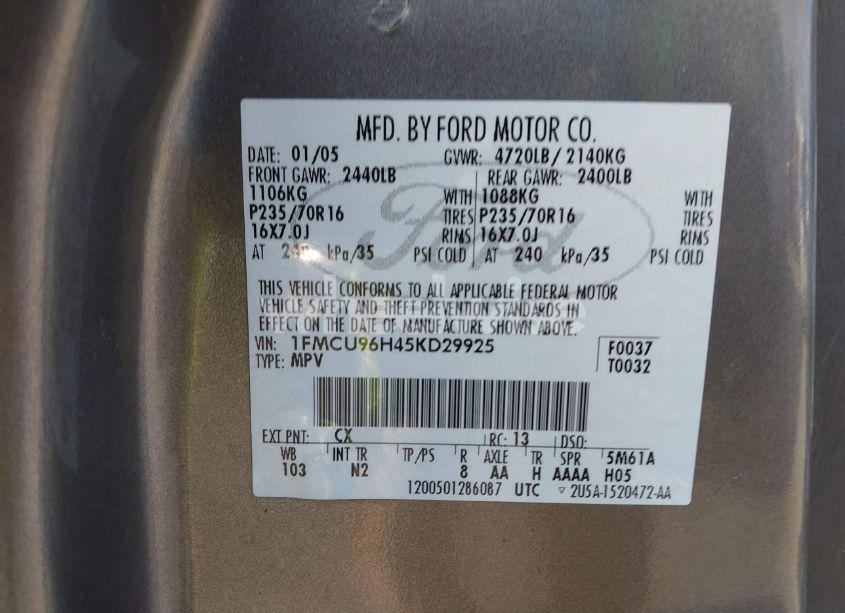 MFD. BY FORD MOTOR CO.
DATE: 01/05 GVWR: 4720LB/ 2140KG
FRONT GAWR: 2440LB REAR GAWR: 2400LB
1106KG WITH 1088KG WITH
P235/70R16 TIRES P235/70R16 TIRES
16X7.0J RIMS 16X7.0J RIMS
AT 240 kPa/35 PSI COLD AT 240 kPa/35 PSI COLD
Ford
THIS VEHICLE CONFORMS TO ALL APPLICABLE FEDERAL MOTOR
VEHICLE SAFETY AND THEFT PREVENTION STANDARDS IN
EFFECT ON THE DATE OF MANUFACTURE SHOWN ABOVE.
VIN: 1FMCU96H45KD29925 F0037
TYPE: MPV T0032
EXT PNT: CX RC: 13 DSO:
WB INT TR TP/PS R AXLE TR SPR 5M61A
103 N2 8 AA H AAAA H05
1200501286087 UTC ▿ 2U5A-1520472-AA